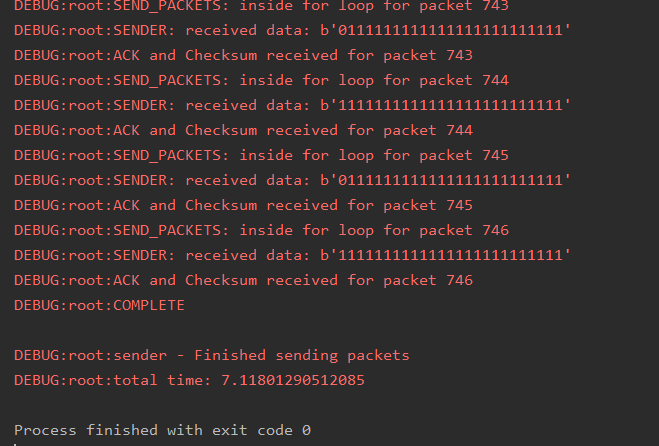 DEBUG:root:SEND_PACKETS: inside for loop for packet 743
DEBUG:root:SENDER: received data: b'0111111111111111111111111'
DEBUG:root:ACK and Checksum received for packet 743
DEBUG:root:SEND_PACKETS: inside for loop for packet 744
DEBUG:root:SENDER: received data: b'1111111111111111111111111'
DEBUG:root:ACK and Checksum received for packet 744
DEBUG:root:SEND_PACKETS: inside for loop for packet 745
DEBUG:root:SENDER: received data: b'0111111111111111111111111'
DEBUG:root:ACK and Checksum received for packet 745
DEBUG:root:SEND_PACKETS: inside for loop for packet 746
DEBUG:root:SENDER: received data: b'1111111111111111111111111'
DEBUG:root:ACK and Checksum received for packet 746
DEBUG:root:COMPLETE
DEBUG:root:sender - Finished sending packets
DEBUG:root:total time: 7.11801290512085
Process finished with exit code 0